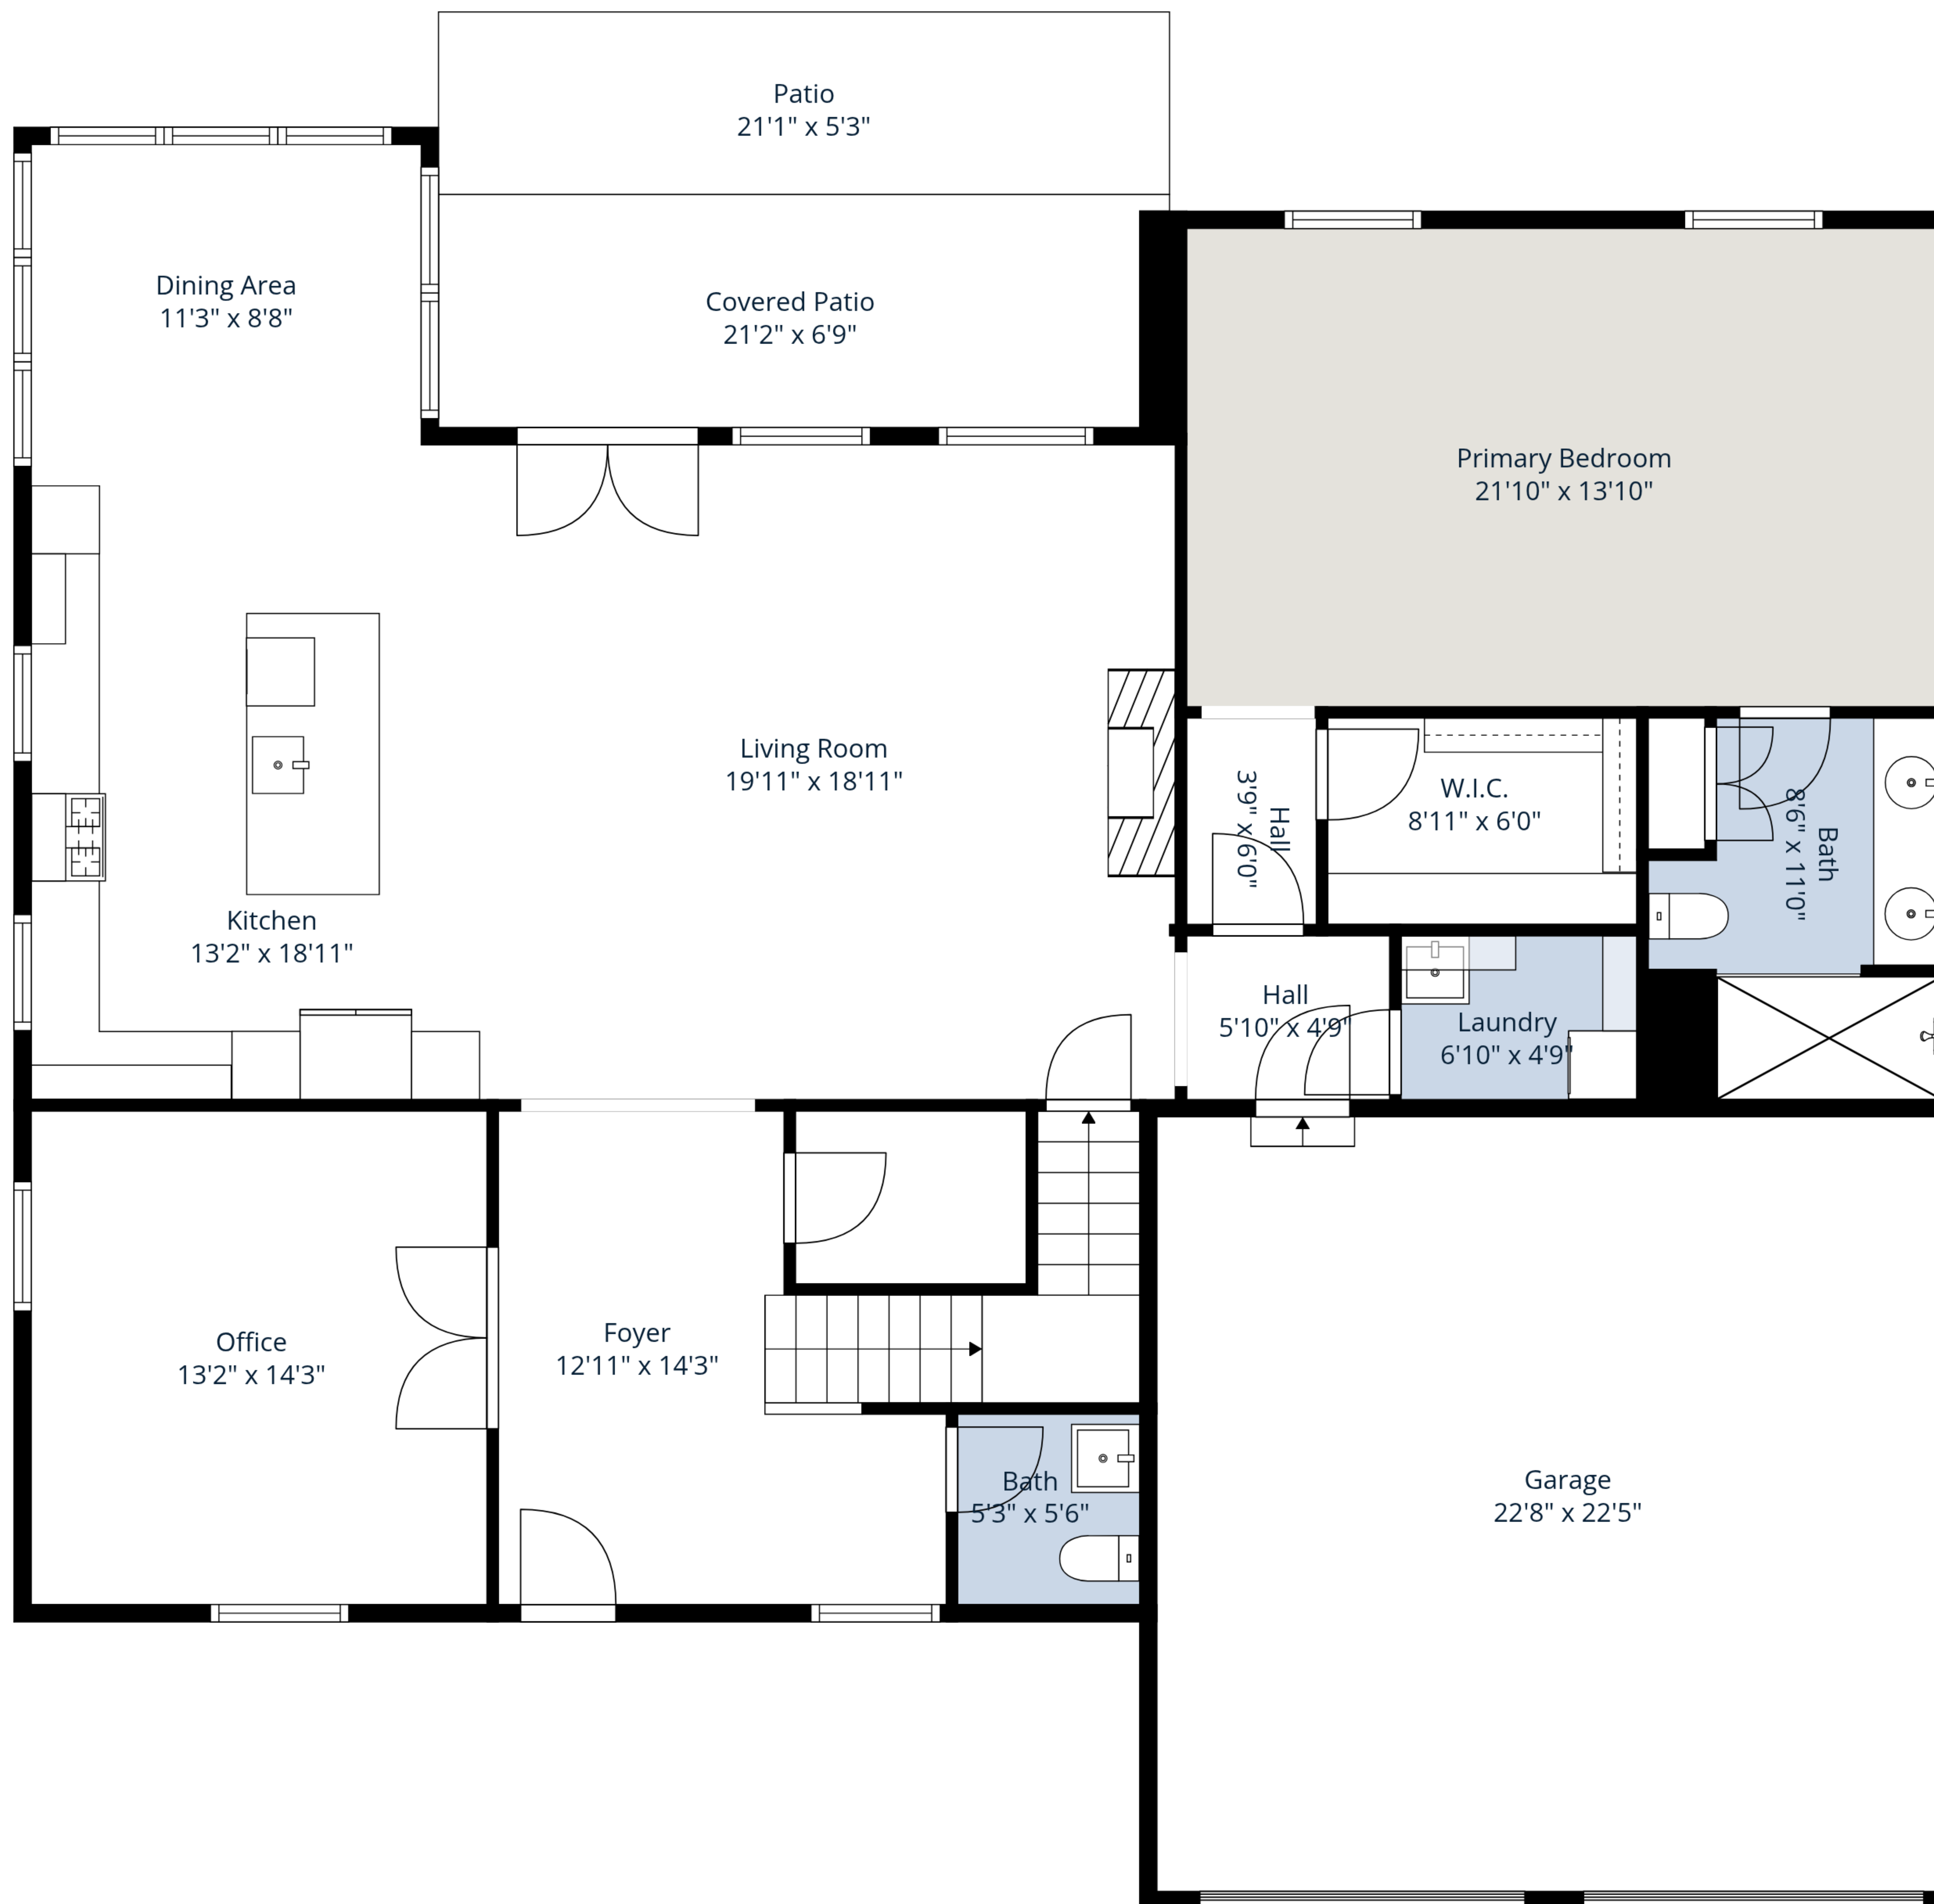 Patio
21'1" x 5'3"
Dining Area
11'3" x 8'8"
Covered Patio
21'2" x 6'9"
Primary Bedroom
21'10" x 13'10"
Living Room
19'11" x 18'11"
Hall
3'9" x 6'0"
W.I.C.
8'11" x 6'0"
Bath
8'6" x 11'0"
Kitchen
13'2" x 18'11"
Hall
5'10" x 4'9"
Laundry
6'10" x 4'9"
Office
13'2" x 14'3"
Foyer
12'11" x 14'3"
Bath
5'3" x 5'6"
Garage
22'8" x 22'5"